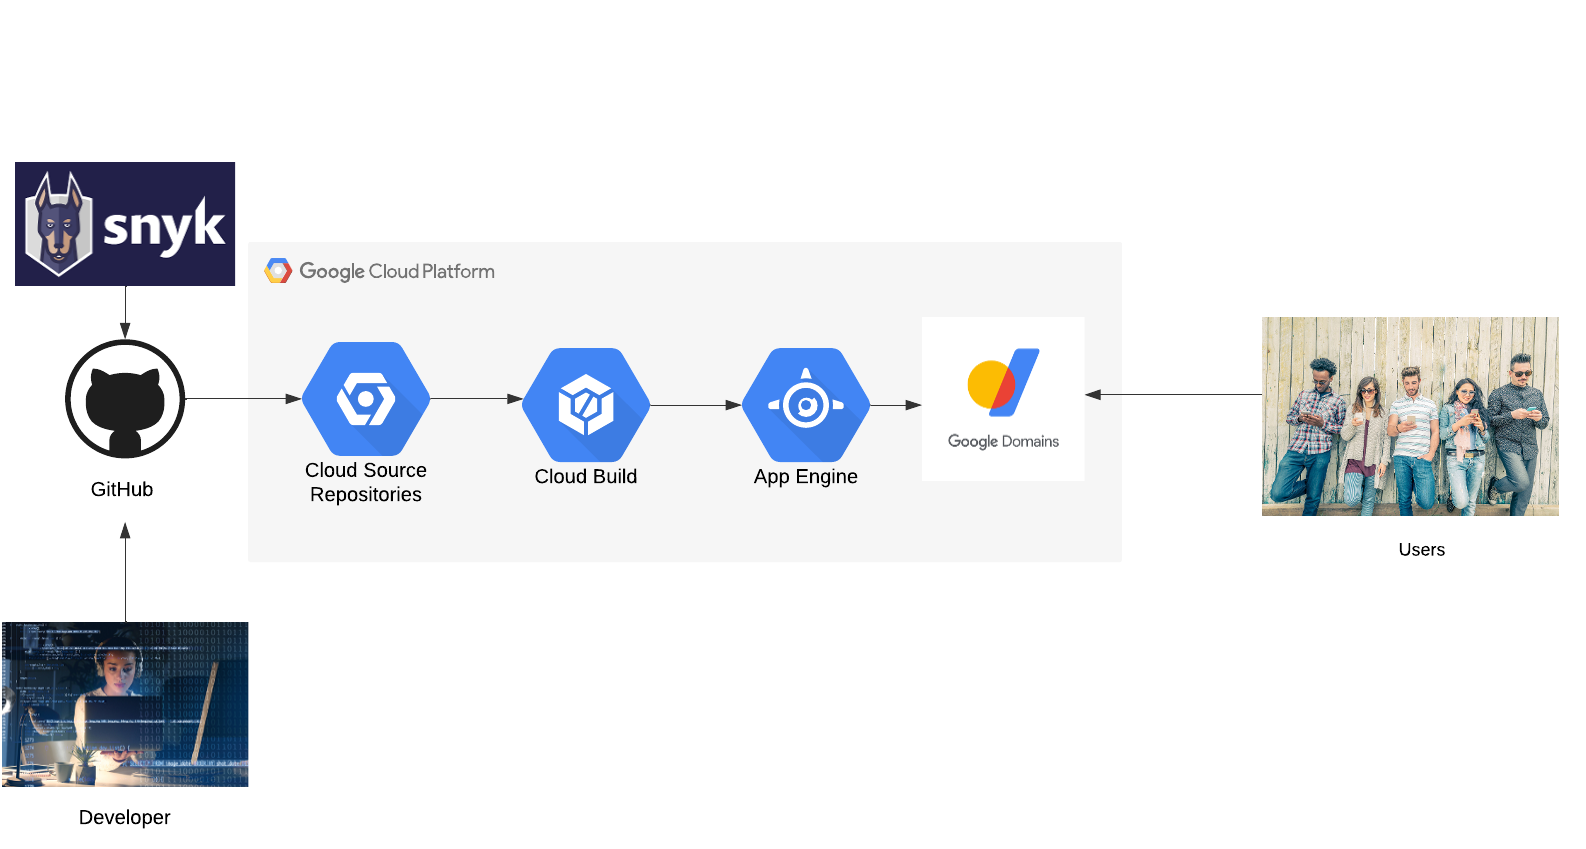 snyk
Google Cloud Platform
Google Domains
GitHub
Cloud Source
Repositories
Cloud Build
App Engine
Users
Developer